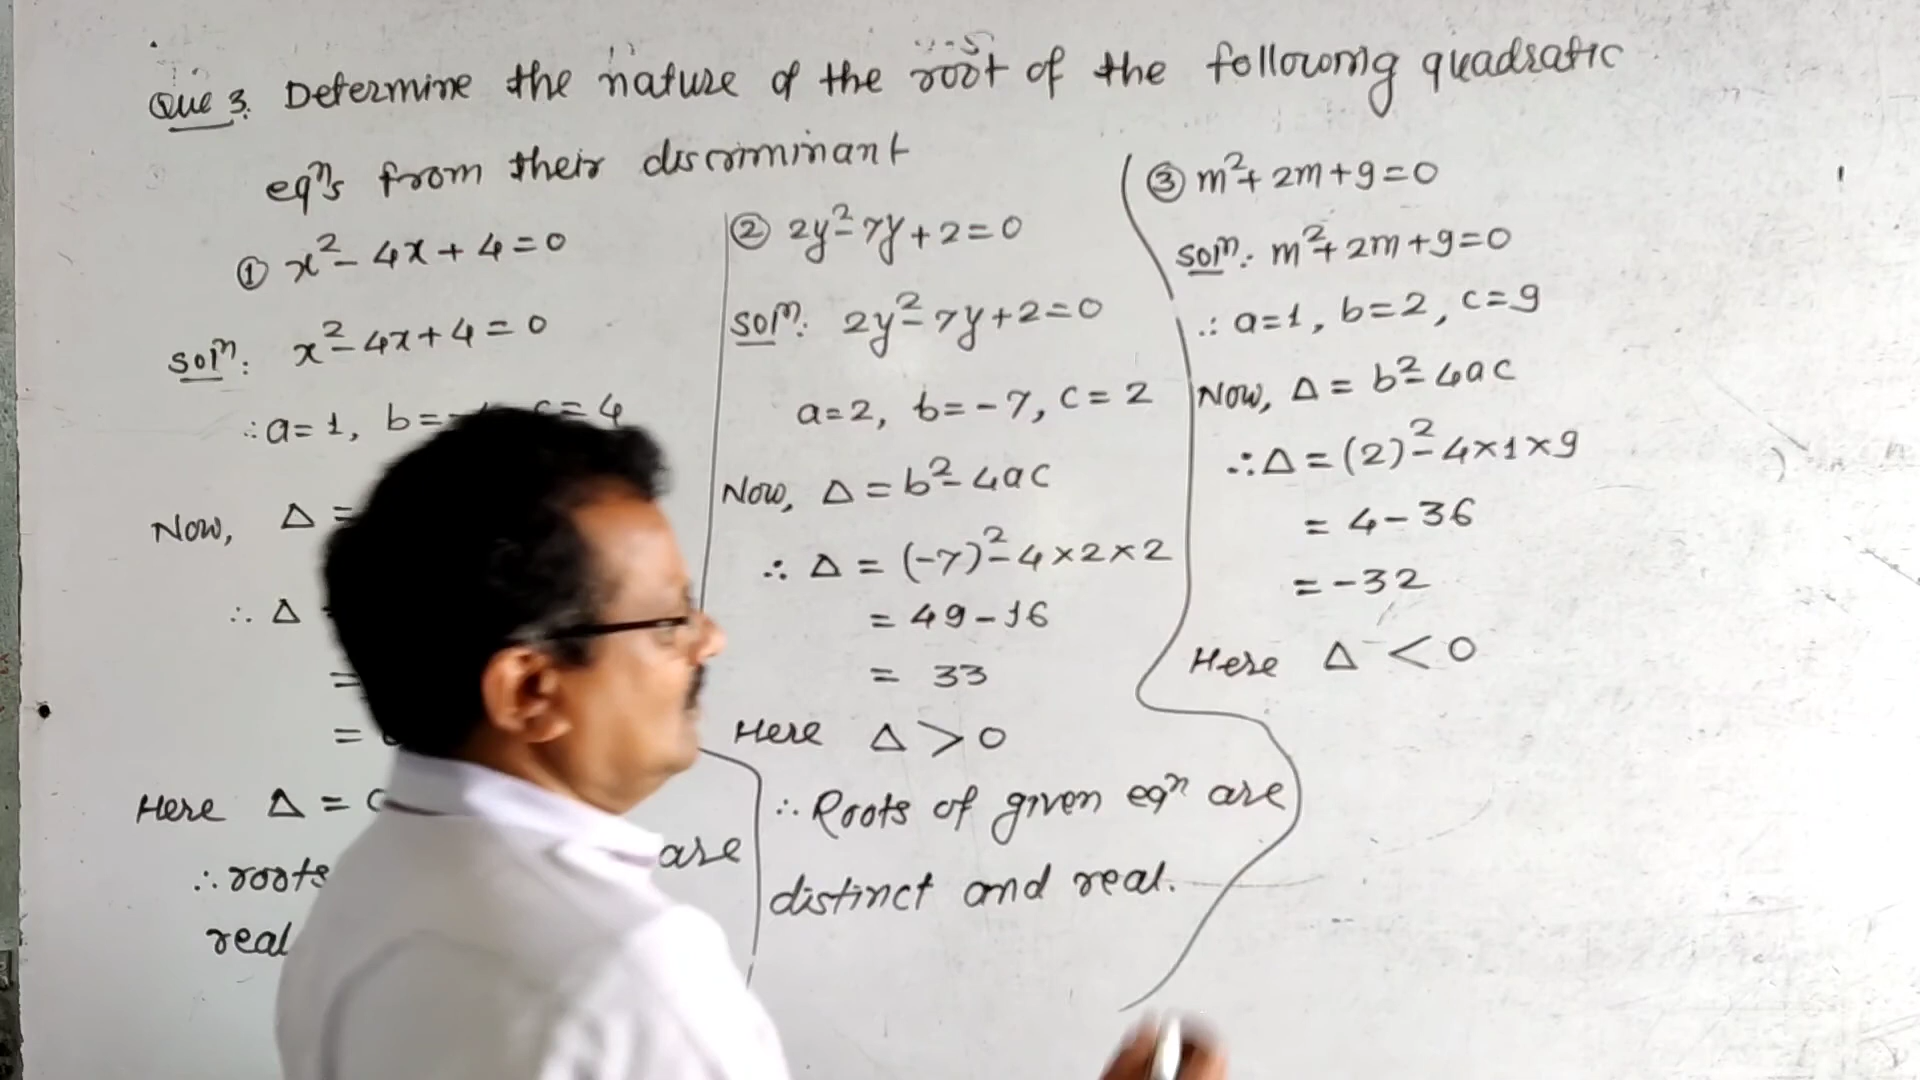 Que 3. Determine the nature of the root of the following quadratic
eqⁿs from their discriminant
① x² - 4x + 4 = 0
Solⁿ: x² - 4x + 4 = 0
∴ a = 1, b = c = 4
Now, Δ =
∴ Δ
=
=
Here Δ =
∴ roots are
real
② 2y² - 7y + 2 = 0
Solⁿ: 2y² - 7y + 2 = 0
a = 2, b = -7, c = 2
Now, Δ = b² - 4ac
∴ Δ = (-7)² - 4 × 2 × 2
= 49 - 16
= 33
Here Δ > 0
∴ Roots of given eqⁿ are
distinct and real.
③ m² + 2m + 9 = 0
Solⁿ: m² + 2m + 9 = 0
∴ a = 1, b = 2, c = 9
Now, Δ = b² - 4ac
∴ Δ = (2)² - 4 × 1 × 9
= 4 - 36
= -32
Here Δ < 0